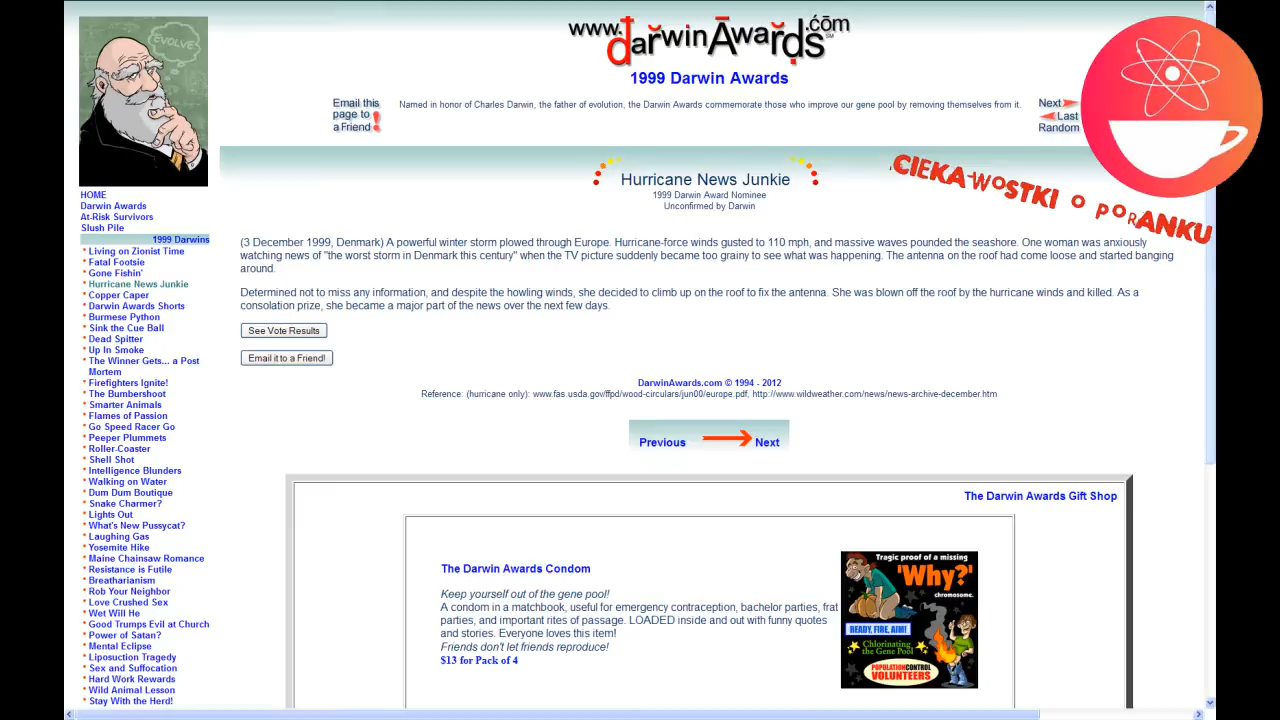 EVOLVE
www.darwinAwards.com SM
1999 Darwin Awards
Email this
page to
a Friend!
Named in honor of Charles Darwin, the father of evolution, the Darwin Awards commemorate those who improve our gene pool by removing themselves from it.
Next
Last
Random
CIEKAWOSTKI O PORANKU
HOME
Darwin Awards
At-Risk Survivors
Slush Pile
1999 Darwins
Living on Zionist Time
Fatal Footsie
Gone Fishin'
Hurricane News Junkie
Copper Caper
Darwin Awards Shorts
Burmese Python
Sink the Cue Ball
Dead Spitter
Up In Smoke
The Winner Gets... a Post
Mortem
Firefighters Ignite!
The Bumbershoot
Smarter Animals
Flames of Passion
Go Speed Racer Go
Peeper Plummets
Roller-Coaster
Shell Shot
Intelligence Blunders
Walking on Water
Dum Dum Boutique
Snake Charmer?
Lights Out
What's New Pussycat?
Laughing Gas
Yosemite Hike
Maine Chainsaw Romance
Resistance is Futile
Breatharianism
Rob Your Neighbor
Love Crushed Sex
Wet Will He
Good Trumps Evil at Church
Power of Satan?
Mental Eclipse
Liposuction Tragedy
Sex and Suffocation
Hard Work Rewards
Wild Animal Lesson
Stay With the Herd!
Hurricane News Junkie
1999 Darwin Award Nominee
Unconfirmed by Darwin
(3 December 1999, Denmark) A powerful winter storm plowed through Europe. Hurricane-force winds gusted to 110 mph, and massive waves pounded the seashore. One woman was anxiously
watching news of "the worst storm in Denmark this century" when the TV picture suddenly became too grainy to see what was happening. The antenna on the roof had come loose and started banging
around.
Determined not to miss any information, and despite the howling winds, she decided to climb up on the roof to fix the antenna. She was blown off the roof by the hurricane winds and killed. As a
consolation prize, she became a major part of the news over the next few days.
See Vote Results
Email it to a Friend!
DarwinAwards.com © 1994 - 2012
Reference: (hurricane only): www.fas.usda.gov/ffpd/wood-circulars/jun00/europe.pdf, http://www.wildweather.com/news/news-archive-december.htm
Previous Next
The Darwin Awards Gift Shop
The Darwin Awards Condom
Keep yourself out of the gene pool!
A condom in a matchbook, useful for emergency contraception, bachelor parties, frat
parties, and important rites of passage. LOADED inside and out with funny quotes
and stories. Everyone loves this item!
Friends don't let friends reproduce!
$13 for Pack of 4
Tragic proof of a missing
'Why?'
chromosome.
READY, FIRE, AIM!
Chlorinating
the Gene Pool
POPULATION CONTROL
VOLUNTEERS